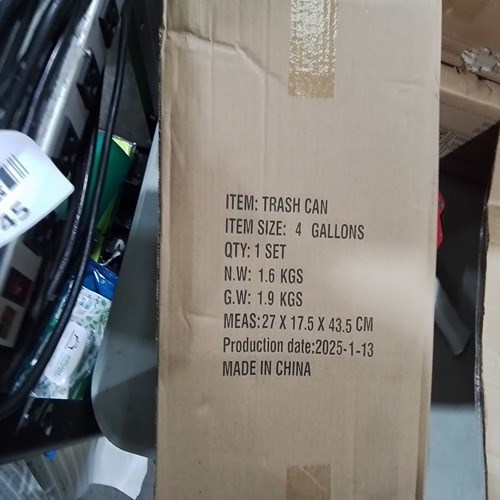 ITEM: TRASH CAN
ITEM SIZE: 4 GALLONS
QTY: 1 SET
N.W: 1.6 KGS
G.W: 1.9 KGS
MEAS:27 X 17.5 X 43.5 CM
Production date:2025-1-13
MADE IN CHINA
45